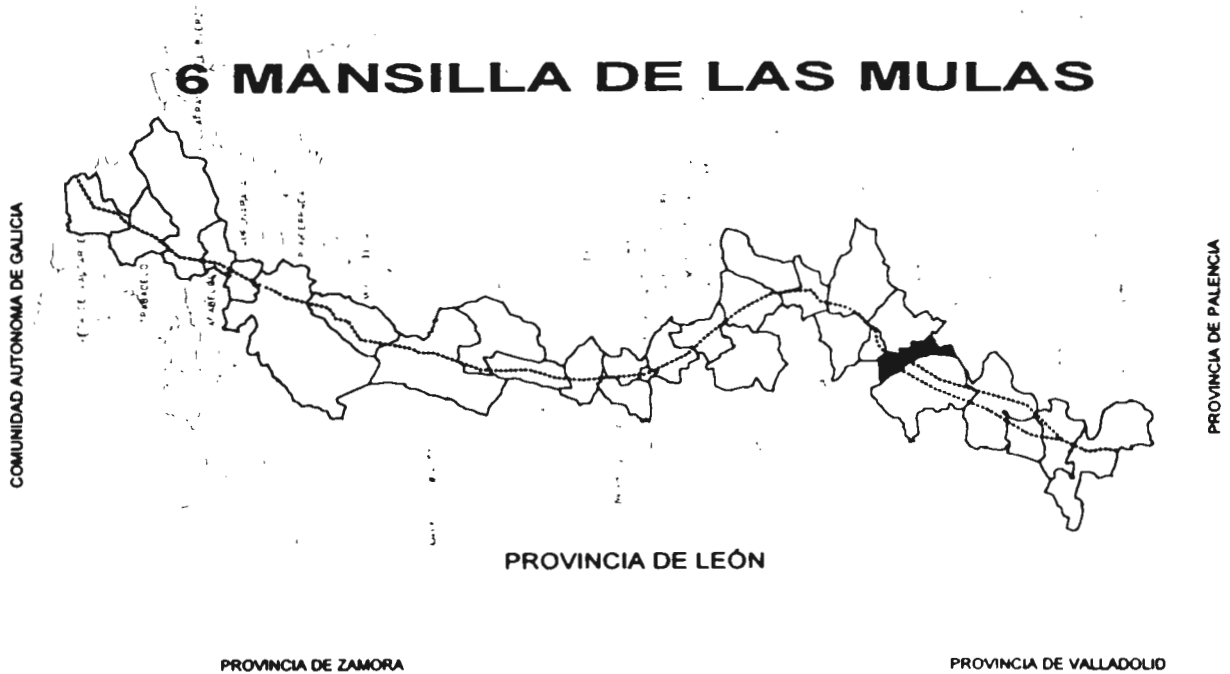 6 MANSILLA DE LAS MULAS
COMUNIDAD AUTONOMA DE GALICIA
PROVINCIA DE PALENCIA
PROVINCIA DE LEÓN
PROVINCIA DE ZAMORA
PROVINCIA DE VALLADOLID